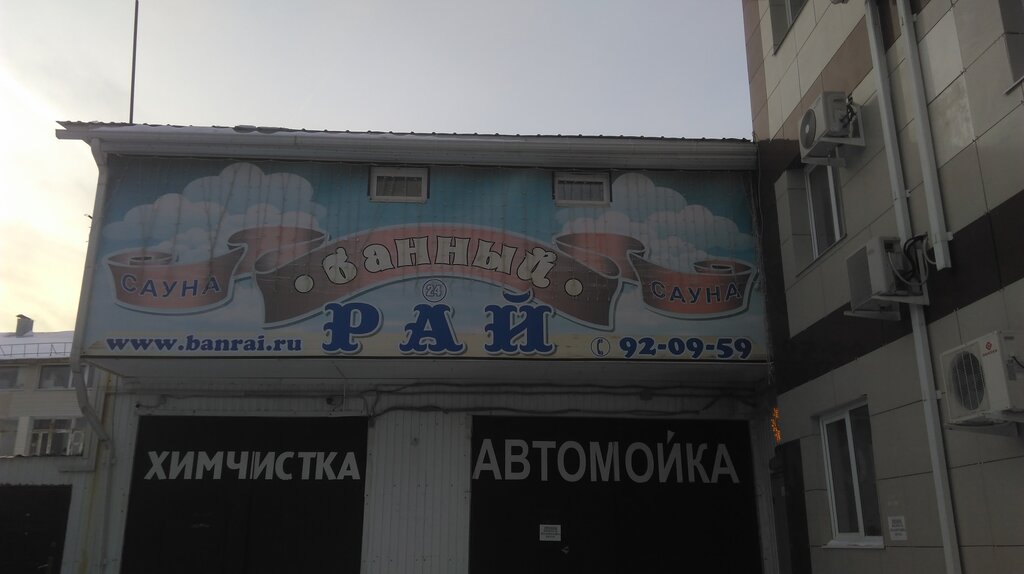 САУНА
Банный
САУНА
24
РАЙ
www.banrai.ru
92-09-59
ХИМЧИСТКА
АВТОМОЙКА